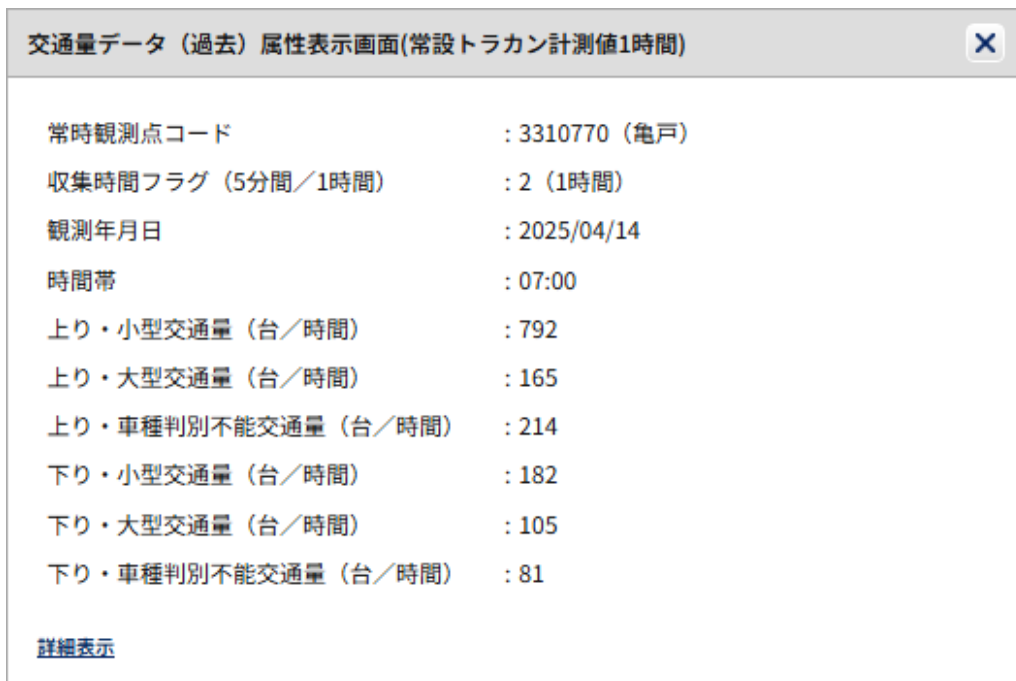 交通量データ（過去）属性表示画面(常設トラカン計測値1時間)
常時観測点コード : 3310770（亀戸）
収集時間フラグ（5分間／1時間） : 2（1時間）
観測年月日 : 2025/04/14
時間帯 : 07:00
上り・小型交通量（台／時間） : 792
上り・大型交通量（台／時間） : 165
上り・車種判別不能交通量（台／時間） : 214
下り・小型交通量（台／時間） : 182
下り・大型交通量（台／時間） : 105
下り・車種判別不能交通量（台／時間） : 81
詳細表示